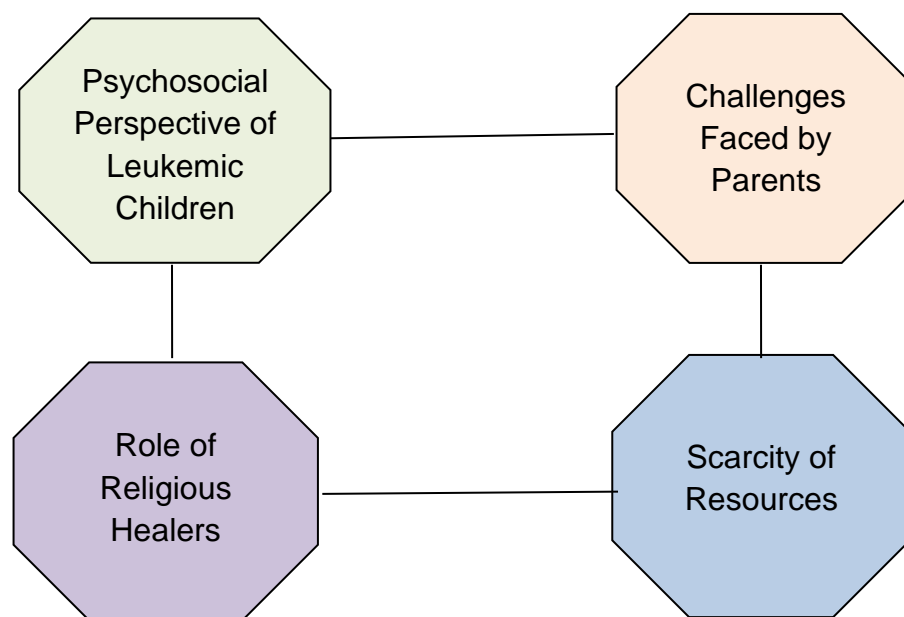 Psychosocial
Perspective of
Leukemic
Children
Challenges
Faced by
Parents
Role of
Religious
Healers
Scarcity of
Resources